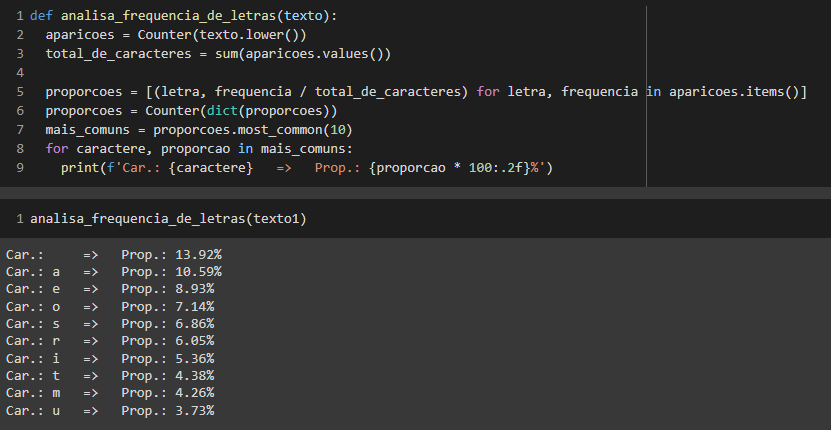 1 def analisa_frequencia_de_letras(texto):
2   aparicoes = Counter(texto.lower())
3   total_de_caracteres = sum(aparicoes.values())
4
5   proporcoes = [(letra, frequencia / total_de_caracteres) for letra, frequencia in aparicoes.items()]
6   proporcoes = Counter(dict(proporcoes))
7   mais_comuns = proporcoes.most_common(10)
8   for caractere, proporcao in mais_comuns:
9     print(f'Car.: {caractere}   =>   Prop.: {proporcao * 100:.2f}%')
1 analisa_frequencia_de_letras(texto1)
Car.:     =>   Prop.: 13.92%
Car.: a   =>   Prop.: 10.59%
Car.: e   =>   Prop.: 8.93%
Car.: o   =>   Prop.: 7.14%
Car.: s   =>   Prop.: 6.86%
Car.: r   =>   Prop.: 6.05%
Car.: i   =>   Prop.: 5.36%
Car.: t   =>   Prop.: 4.38%
Car.: m   =>   Prop.: 4.26%
Car.: u   =>   Prop.: 3.73%